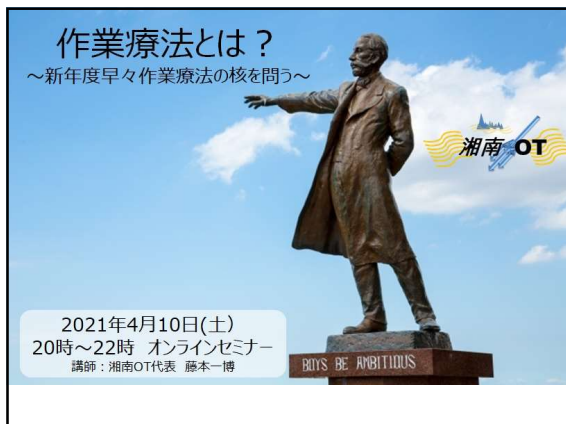 作業療法とは？
～新年度早々作業療法の核を問う～
湘南OT
2021年4月10日(土）
20時～22時 オンラインセミナー
講師：湘南OT代表 藤本一博
BOYS BE AMBITIOUS